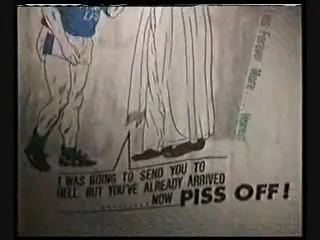 I WAS GOING TO SEND YOU TO
HELL. BUT YOU'VE ALREADY ARRIVED
NOW PISS OFF!